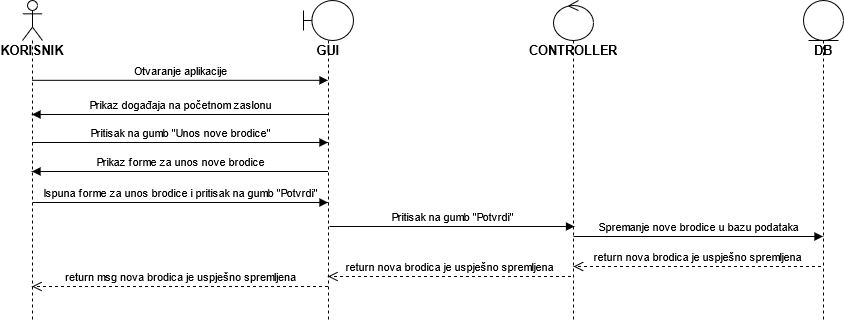 KORISNIK
GUI
CONTROLLER
DB
Otvaranje aplikacije
Prikaz događaja na početnom zaslonu
Pritisak na gumb "Unos nove brodice"
Prikaz forme za unos nove brodice
Ispuna forme za unos brodice i pritisak na gumb "Potvrdi"
Pritisak na gumb "Potvrdi"
Spremanje nove brodice u bazu podataka
return nova brodica je uspješno spremljena
return nova brodica je uspješno spremljena
return msg nova brodica je uspješno spremljena